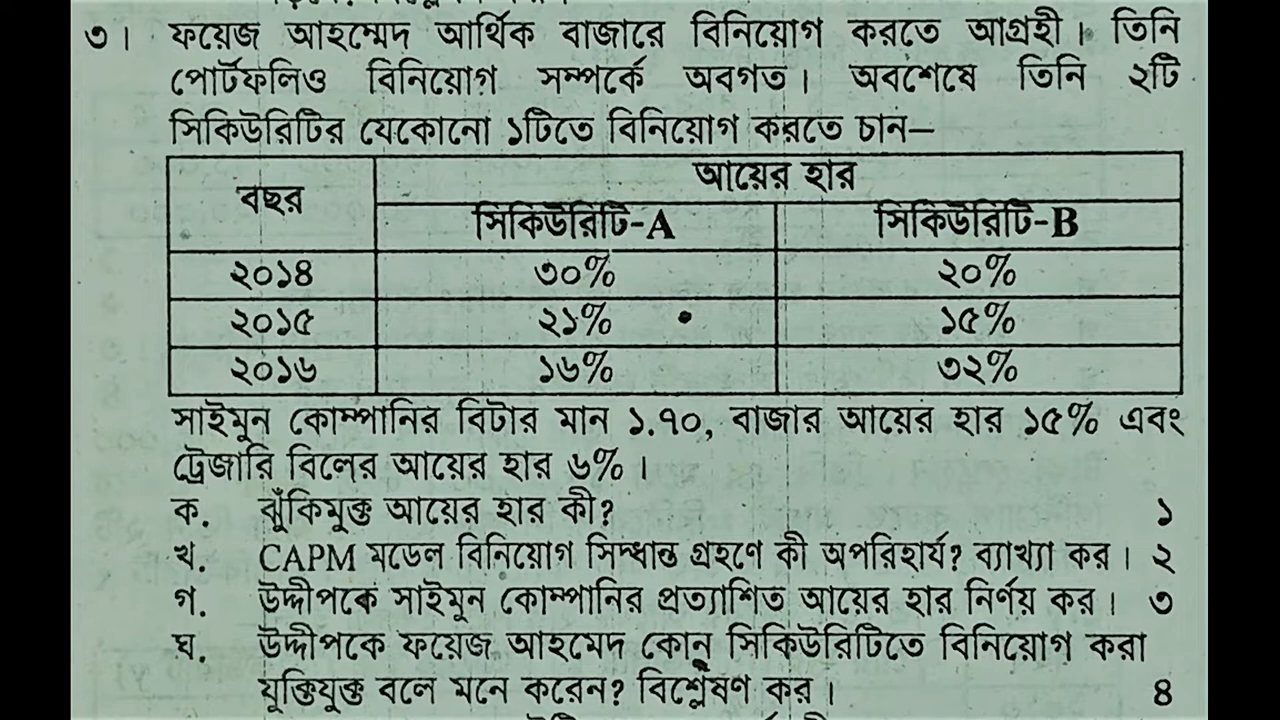 ৩। ফয়েজ আহম্মেদ আর্থিক বাজারে বিনিয়োগ করতে আগ্রহী। তিনি
পোর্টফলিও বিনিয়োগ সম্পর্কে অবগত। অবশেষে তিনি ২টি
সিকিউরিটির যেকোনো ১টিতে বিনিয়োগ করতে চান—
বছর আয়ের হার
সিকিউরিটি-A সিকিউরিটি-B
২০১৪ ৩০% ২০%
২০১৫ ২১% ১৫%
২০১৬ ১৬% ৩২%
সাইমুন কোম্পানির বিটার মান ১.৭০, বাজার আয়ের হার ১৫% এবং
ট্রেজারি বিলের আয়ের হার ৬%।
ক. ঝুঁকিমুক্ত আয়ের হার কী? ১
খ. CAPM মডেল বিনিয়োগ সিদ্ধান্ত গ্রহণে কী অপরিহার্য? ব্যাখ্যা কর। ২
গ. উদ্দীপকে সাইমুন কোম্পানির প্রত্যাশিত আয়ের হার নির্ণয় কর। ৩
ঘ. উদ্দীপকে ফয়েজ আহমেদ কোন্ সিকিউরিটিতে বিনিয়োগ করা
যুক্তিযুক্ত বলে মনে করেন? বিশ্লেষণ কর। ৪